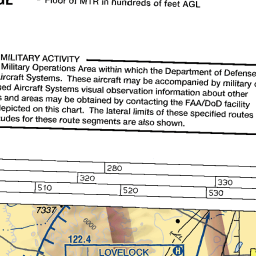 Floor of MTR in hundreds of feet AGL
MILITARY ACTIVITY
Military Operations Area within which the Department of Defense
ircraft Systems. These aircraft may be accompanied by military
ed Aircraft Systems visual observation information about other
s and areas may be obtained by contacting the FAA/DoD facility
depicted on this chart. The lateral limits of these specified routes
udes for these route segments are also shown.
280
320 330
510 520 530
7337
122.4
LOVELOCK
H